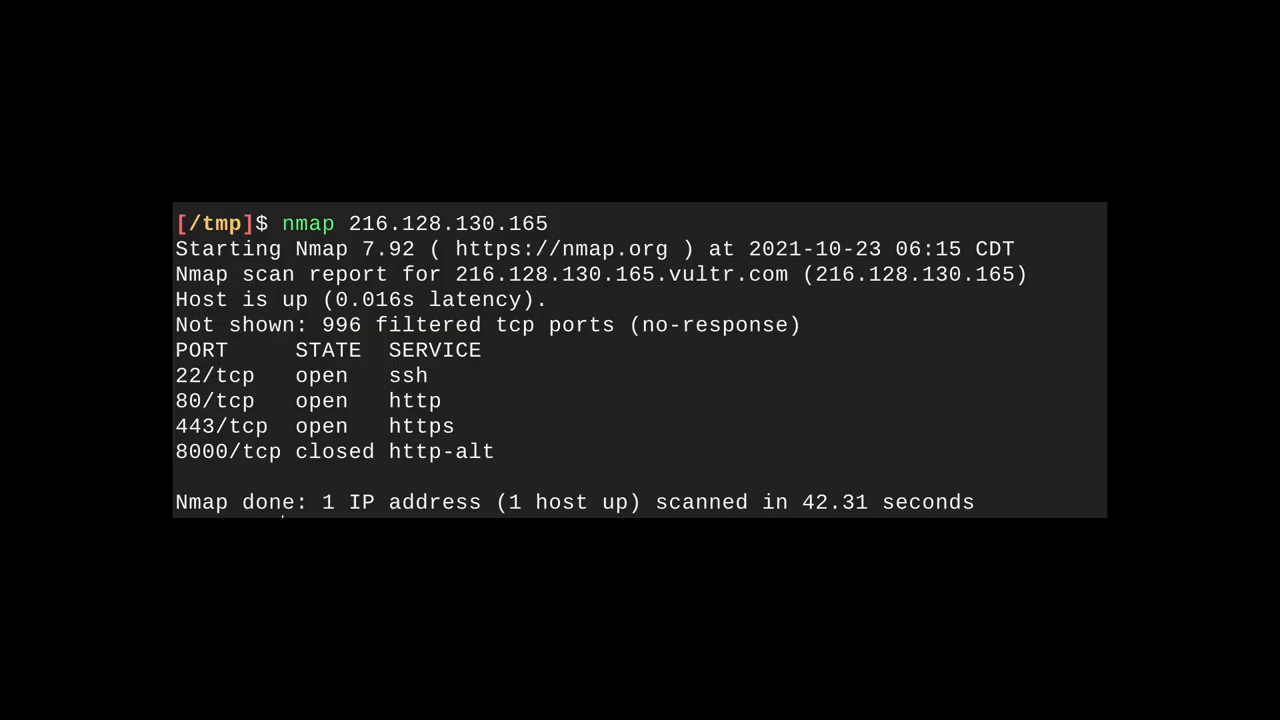 [/tmp]$ nmap 216.128.130.165
Starting Nmap 7.92 ( https://nmap.org ) at 2021-10-23 06:15 CDT
Nmap scan report for 216.128.130.165.vultr.com (216.128.130.165)
Host is up (0.016s latency).
Not shown: 996 filtered tcp ports (no-response)
PORT     STATE  SERVICE
22/tcp   open   ssh
80/tcp   open   http
443/tcp  open   https
8000/tcp closed http-alt
Nmap done: 1 IP address (1 host up) scanned in 42.31 seconds